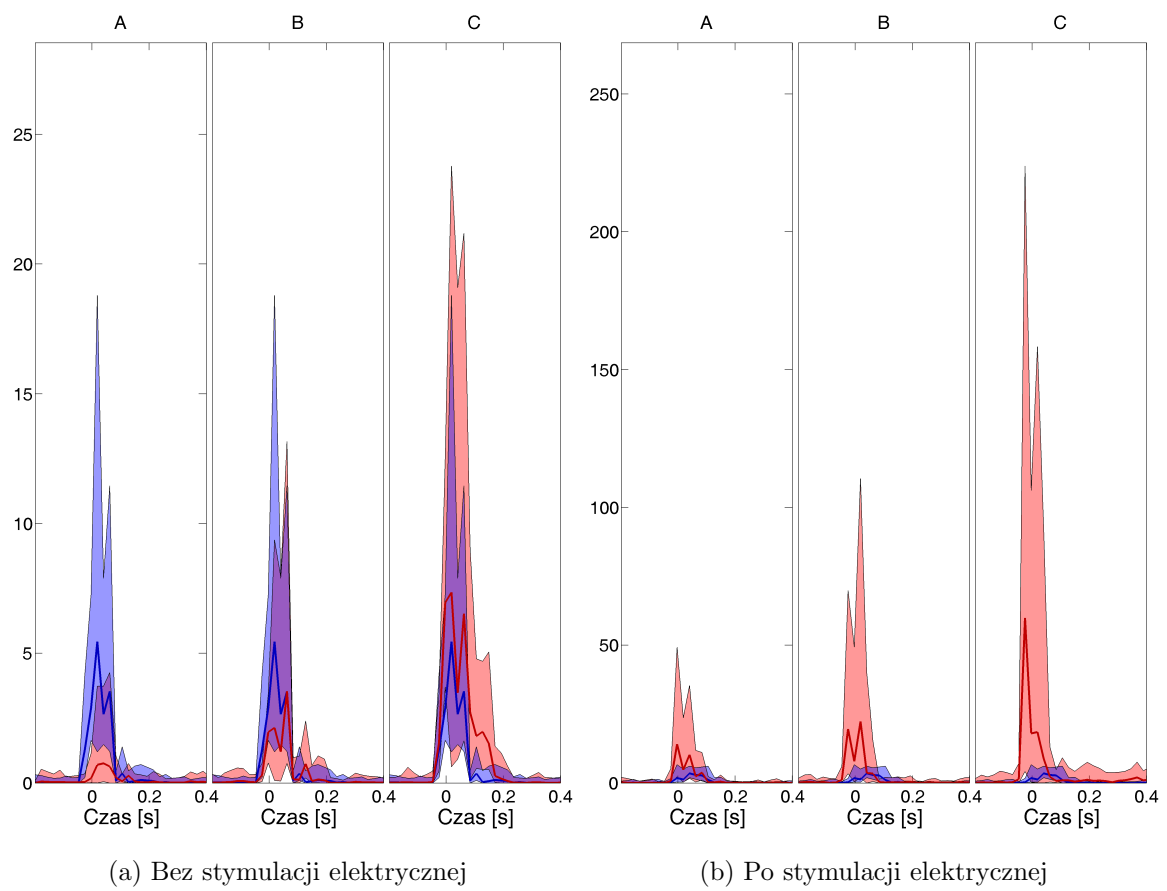 A B C
25
20
15
10
5
0
0 0.2 0.4 0 0.2 0.4 0 0.2 0.4
Czas [s] Czas [s] Czas [s]
(a) Bez stymulacji elektrycznej
A B C
250
200
150
100
50
0
0 0.2 0.4 0 0.2 0.4 0 0.2 0.4
Czas [s] Czas [s] Czas [s]
(b) Po stymulacji elektrycznej